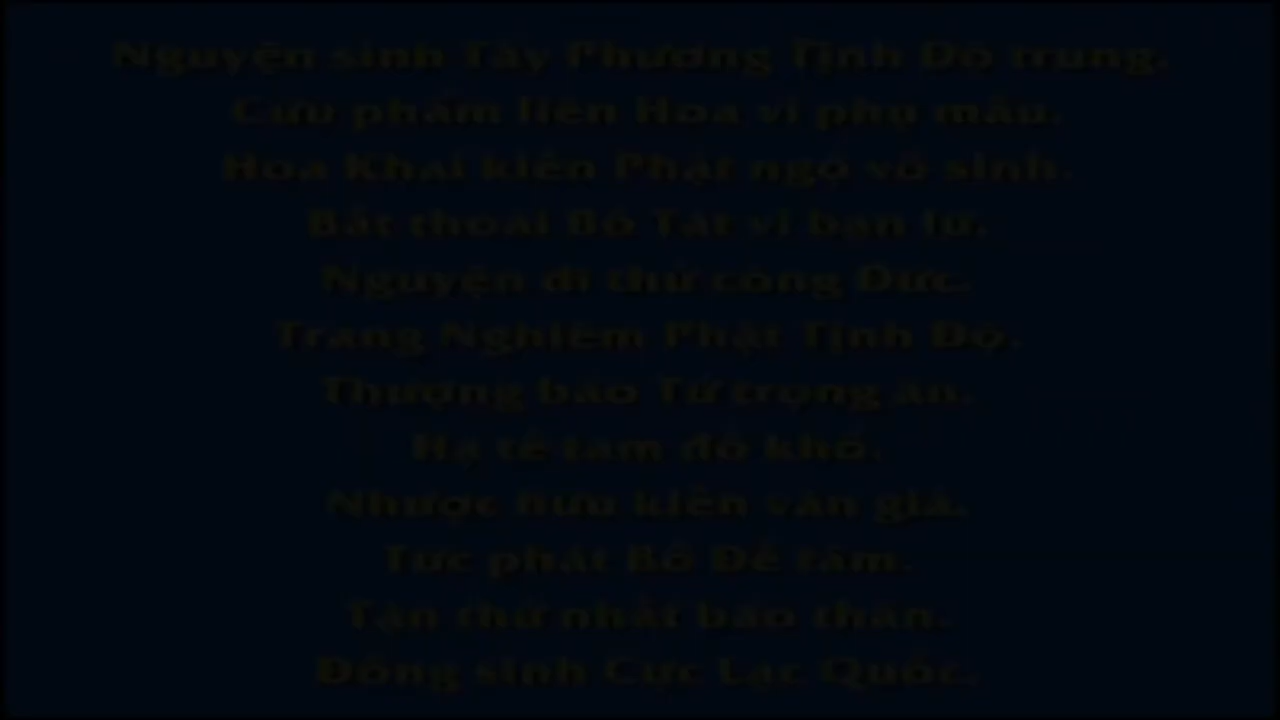 Nguyện sinh Tây Phương Tịnh Độ trung.
Cửu phẩm liên Hoa vi phụ mẫu.
Hoa Khai kiến Phật ngộ vô sinh.
Bất thoái Bồ Tát vi bạn lữ.
Nguyện dĩ thử công Đức.
Trang Nghiêm Phật Tịnh Độ.
Thượng báo Tứ trọng ân.
Hạ tế tam đồ khổ.
Nhược hữu kiến văn giả.
Tức phát Bồ Đề tâm.
Tận thử nhất báo thân.
Đồng sinh Cực Lạc Quốc.